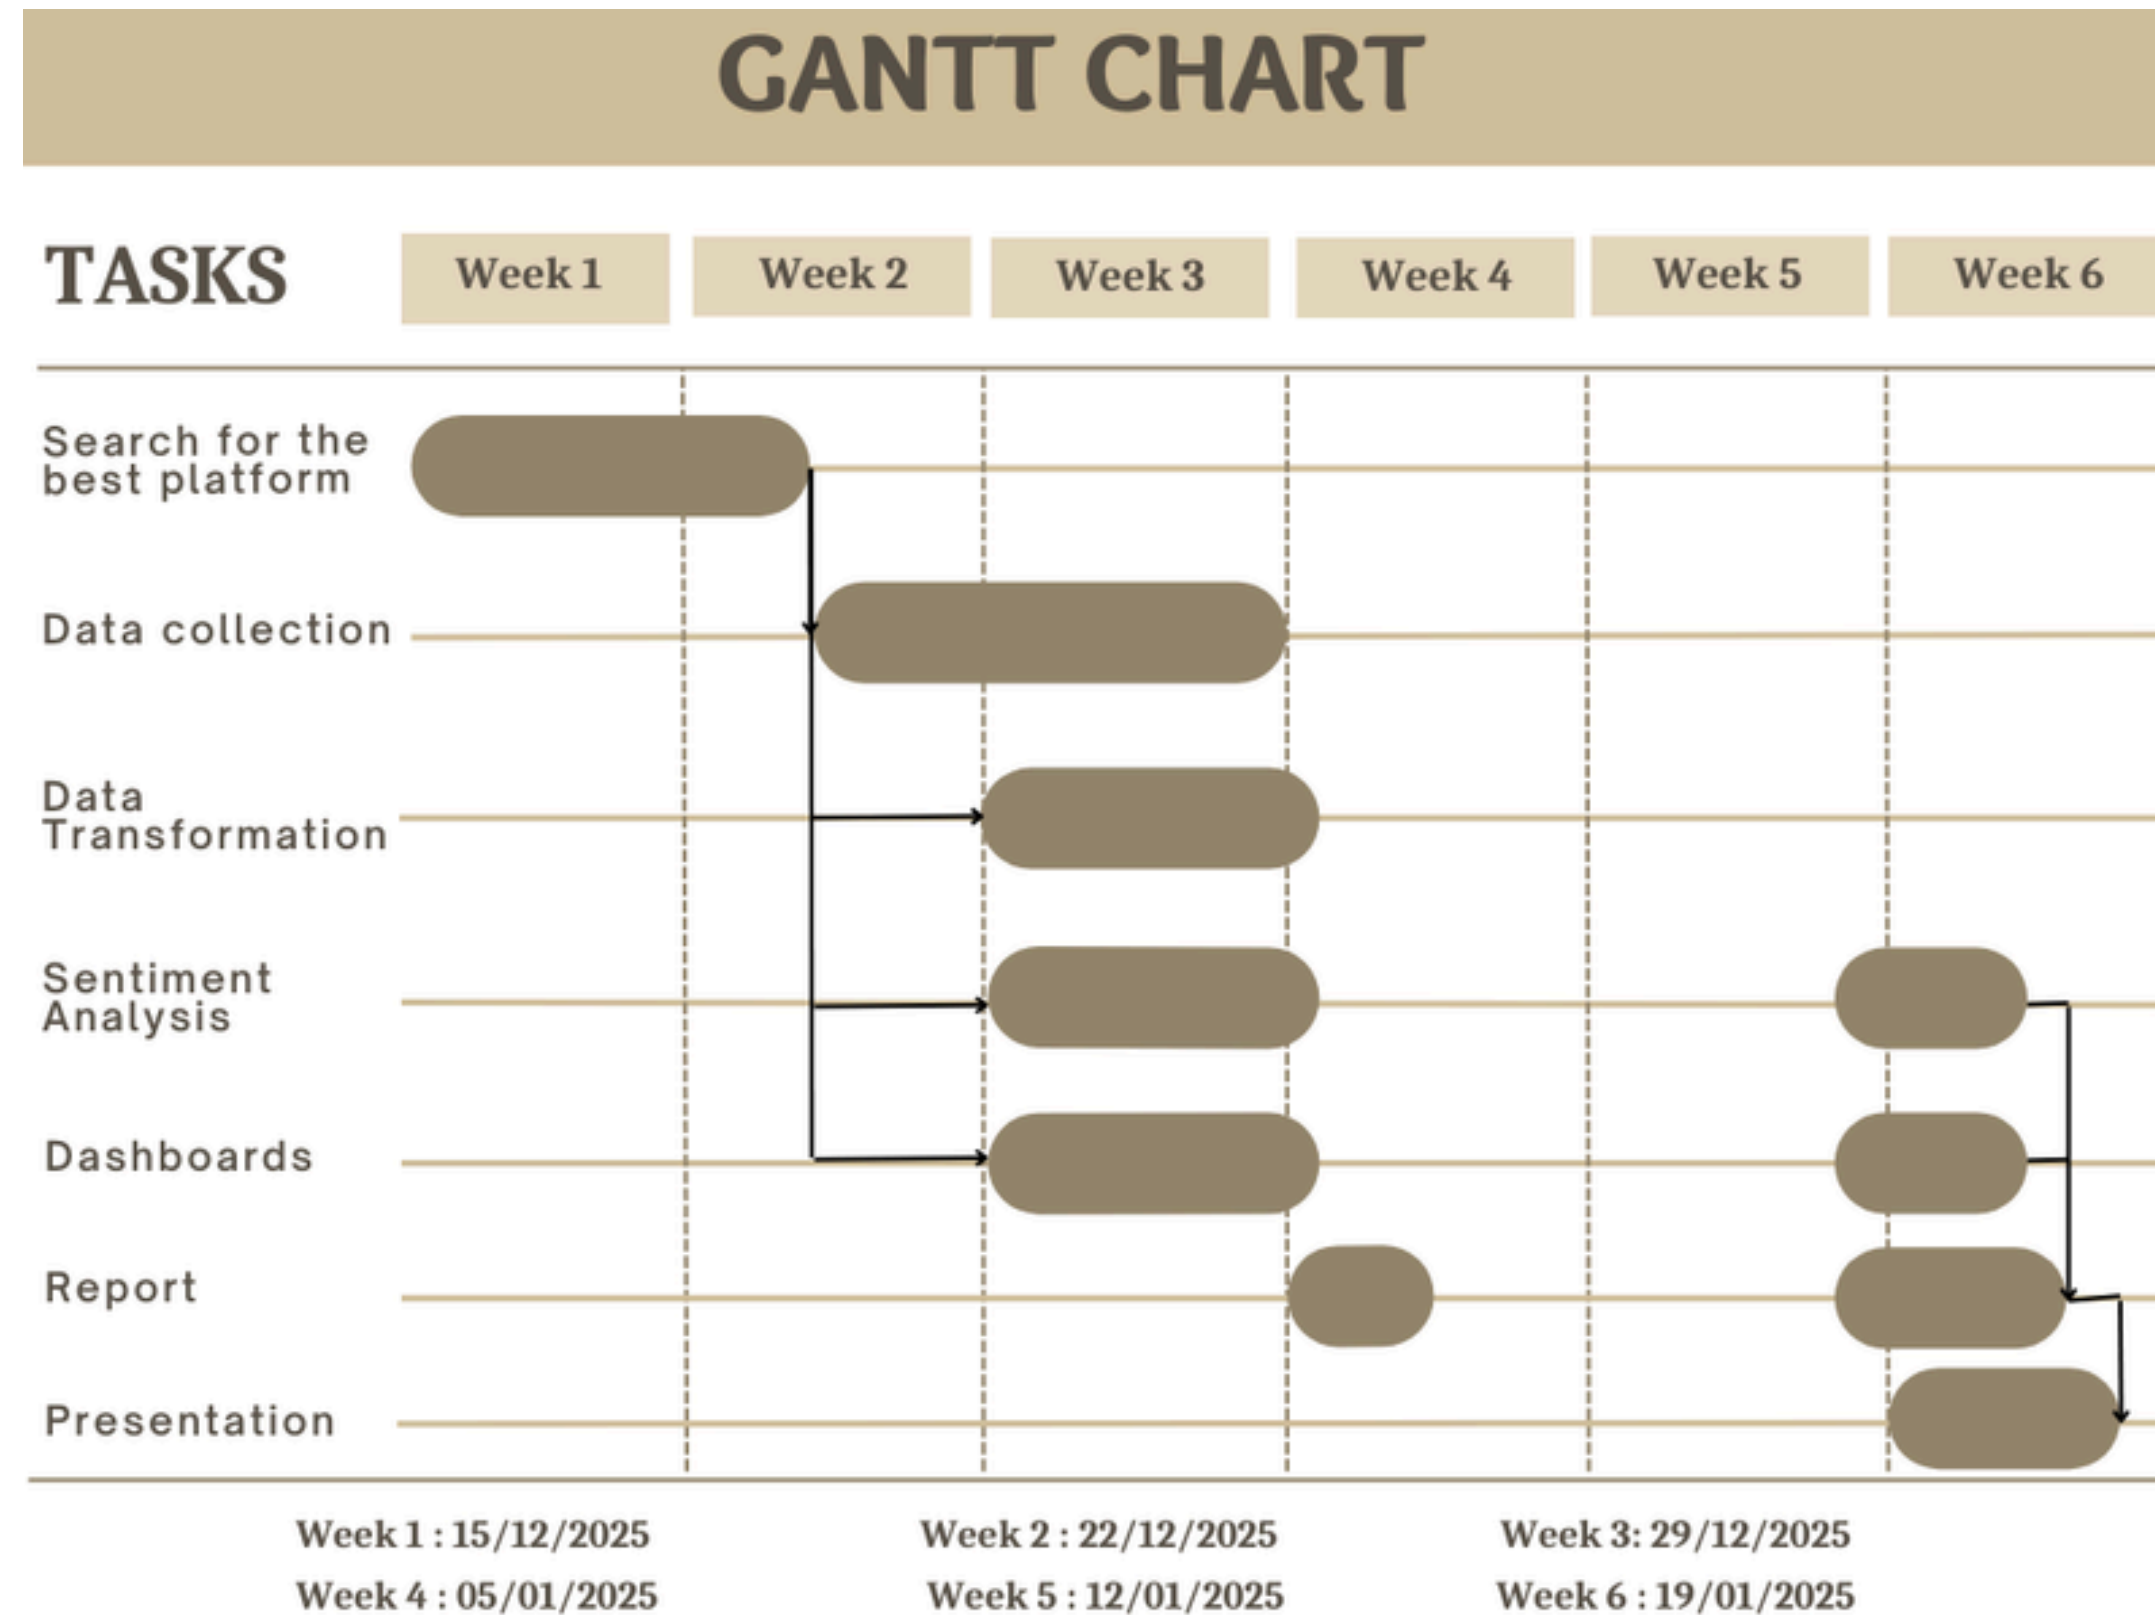 GANTT CHART
TASKS
Week 1
Week 2
Week 3
Week 4
Week 5
Week 6
Search for the
best platform
Data collection
Data
Transformation
Sentiment
Analysis
Dashboards
Report
Presentation
Week 1 : 15/12/2025
Week 2 : 22/12/2025
Week 3: 29/12/2025
Week 4 : 05/01/2025
Week 5 : 12/01/2025
Week 6 : 19/01/2025